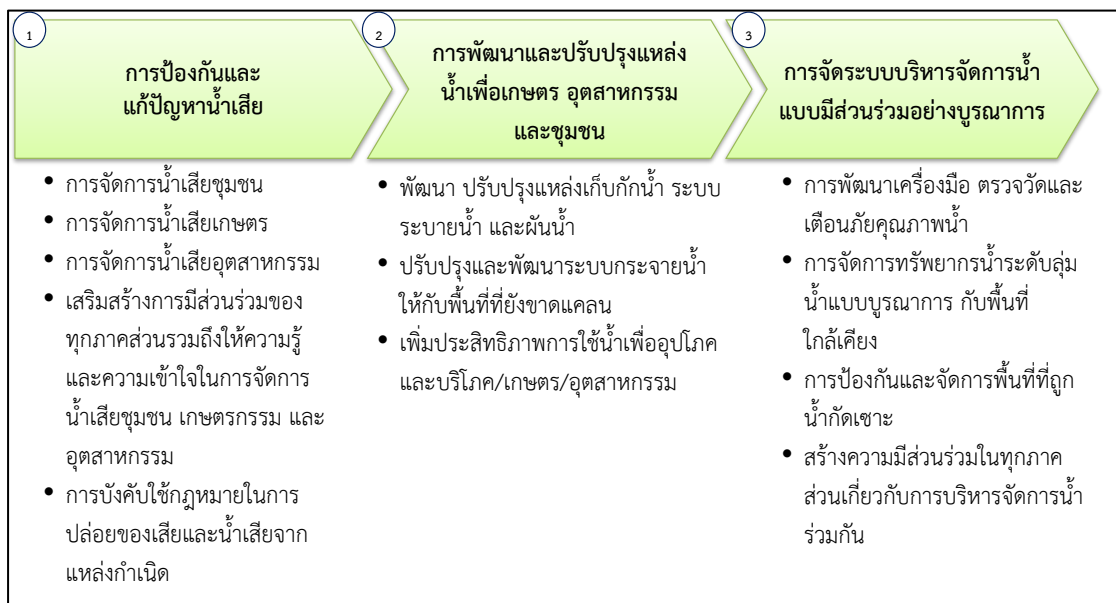 1
การป้องกันและ
แก้ปัญหาน้ำเสีย
• การจัดการน้ำเสียชุมชน
• การจัดการน้ำเสียเกษตร
• การจัดการน้ำเสียอุตสาหกรรม
• เสริมสร้างการมีส่วนร่วมของ
ทุกภาคส่วนรวมถึงให้ความรู้
และความเข้าใจในการจัดการ
น้ำเสียชุมชน เกษตรกรรม และ
อุตสาหกรรม
• การบังคับใช้กฎหมายในการ
ปล่อยของเสียและน้ำเสียจาก
แหล่งกำเนิด
2
การพัฒนาและปรับปรุงแหล่ง
น้ำเพื่อเกษตร อุตสาหกรรม
และชุมชน
• พัฒนา ปรับปรุงแหล่งเก็บกักน้ำ ระบบ
ระบายน้ำ และผันน้ำ
• ปรับปรุงและพัฒนาระบบกระจายน้ำ
ให้กับพื้นที่ที่ยังขาดแคลน
• เพิ่มประสิทธิภาพการใช้น้ำเพื่ออุปโภค
และบริโภค/เกษตร/อุตสาหกรรม
3
การจัดระบบบริหารจัดการน้ำ
แบบมีส่วนร่วมอย่างบูรณาการ
• การพัฒนาเครื่องมือ ตรวจวัดและ
เตือนภัยคุณภาพน้ำ
• การจัดการทรัพยากรน้ำระดับลุ่ม
น้ำแบบบูรณาการ กับพื้นที่
ใกล้เคียง
• การป้องกันและจัดการพื้นที่ที่ถูก
น้ำกัดเซาะ
• สร้างความมีส่วนร่วมในทุกภาค
ส่วนเกี่ยวกับการบริหารจัดการน้ำ
ร่วมกัน